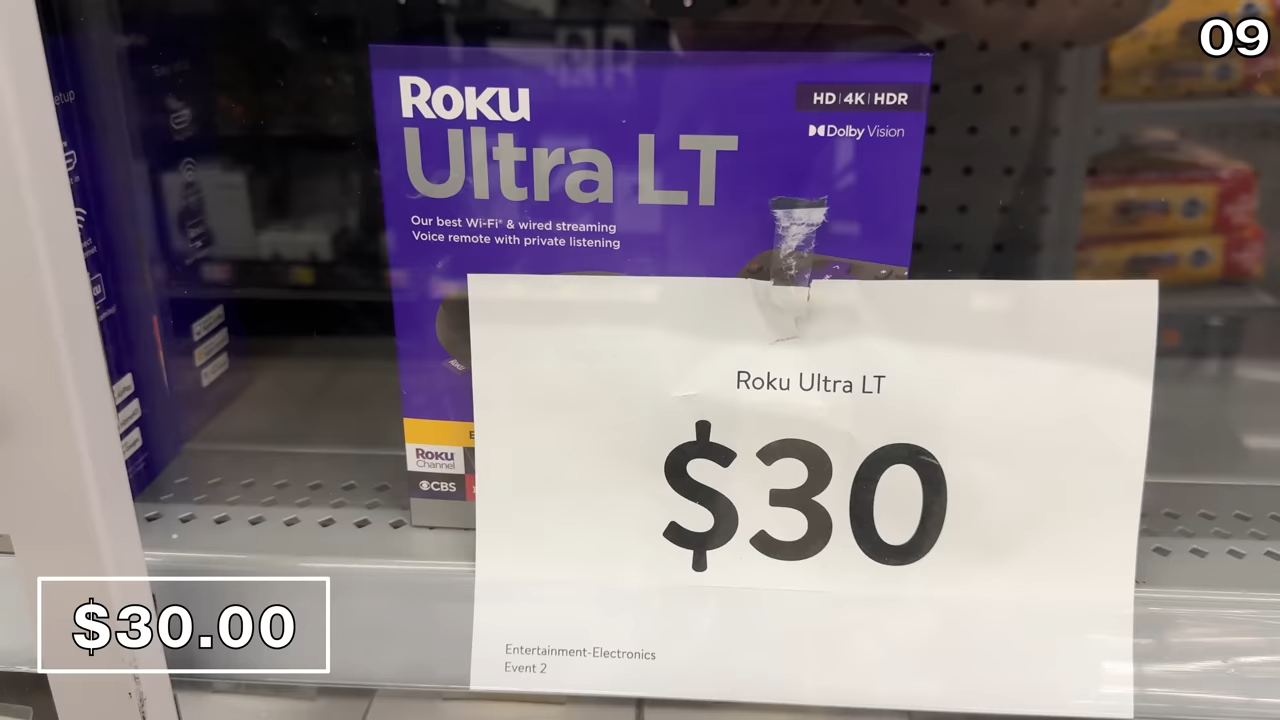 09
Roku
Ultra LT
HD | 4K | HDR
Dolby Vision
Our best Wi-Fi® & wired streaming
Voice remote with private listening
Roku Ultra LT
$30
Roku
Channel
CBS
$30.00
Entertainment-Electronics
Event 2